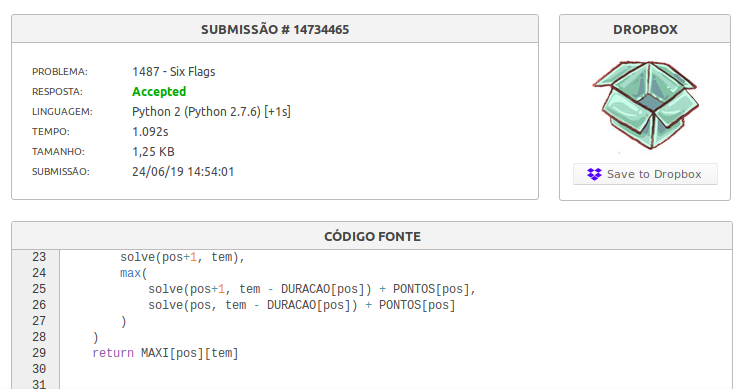 SUBMISSÃO # 14734465
PROBLEMA: 1487 - Six Flags
RESPOSTA: Accepted
LINGUAGEM: Python 2 (Python 2.7.6) [+1s]
TEMPO: 1.092s
TAMANHO: 1,25 KB
SUBMISSÃO: 24/06/19 14:54:01
DROPBOX
Save to Dropbox
CÓDIGO FONTE
23 solve(pos+1, tem),
24 max(
25 solve(pos+1, tem - DURACAO[pos]) + PONTOS[pos],
26 solve(pos, tem - DURACAO[pos]) + PONTOS[pos]
27 )
28 )
29 return MAXI[pos][tem]
30
31